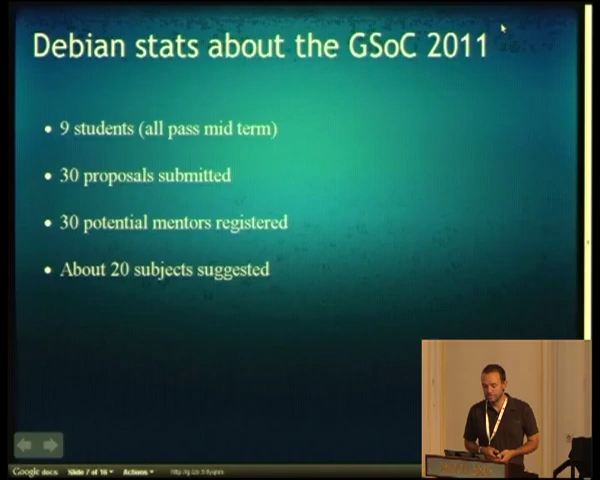 Debian stats about the GSoC 2011
• 9 students (all pass mid term)
• 30 proposals submitted
• 30 potential mentors registered
• About 20 subjects suggested
Google docs Slide 7 of 16 Actions